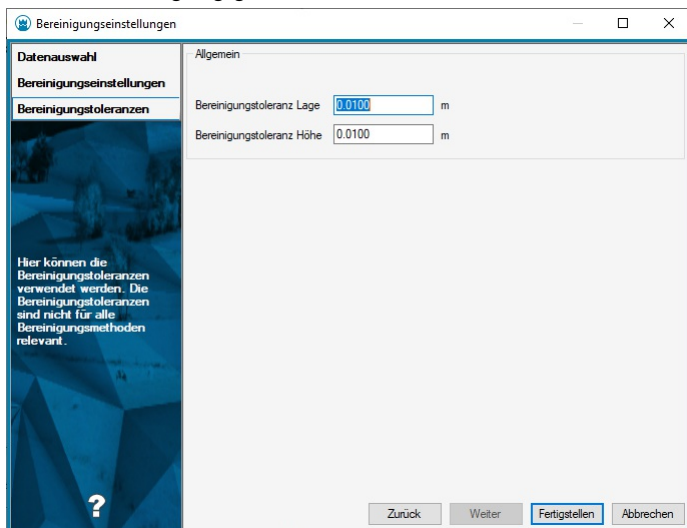 Bereinigungseinstellungen
Datenauswahl
Bereinigungseinstellungen
Bereinigungstoleranzen
Hier können die
Bereinigungstoleranzen
verwendet werden. Die
Bereinigungstoleranzen
sind nicht für alle
Bereinigungsmethoden
relevant.
?
Allgemein
Bereinigungstoleranz Lage 0.0100 m
Bereinigungstoleranz Höhe 0.0100 m
Zurück Weiter Fertigstellen Abbrechen